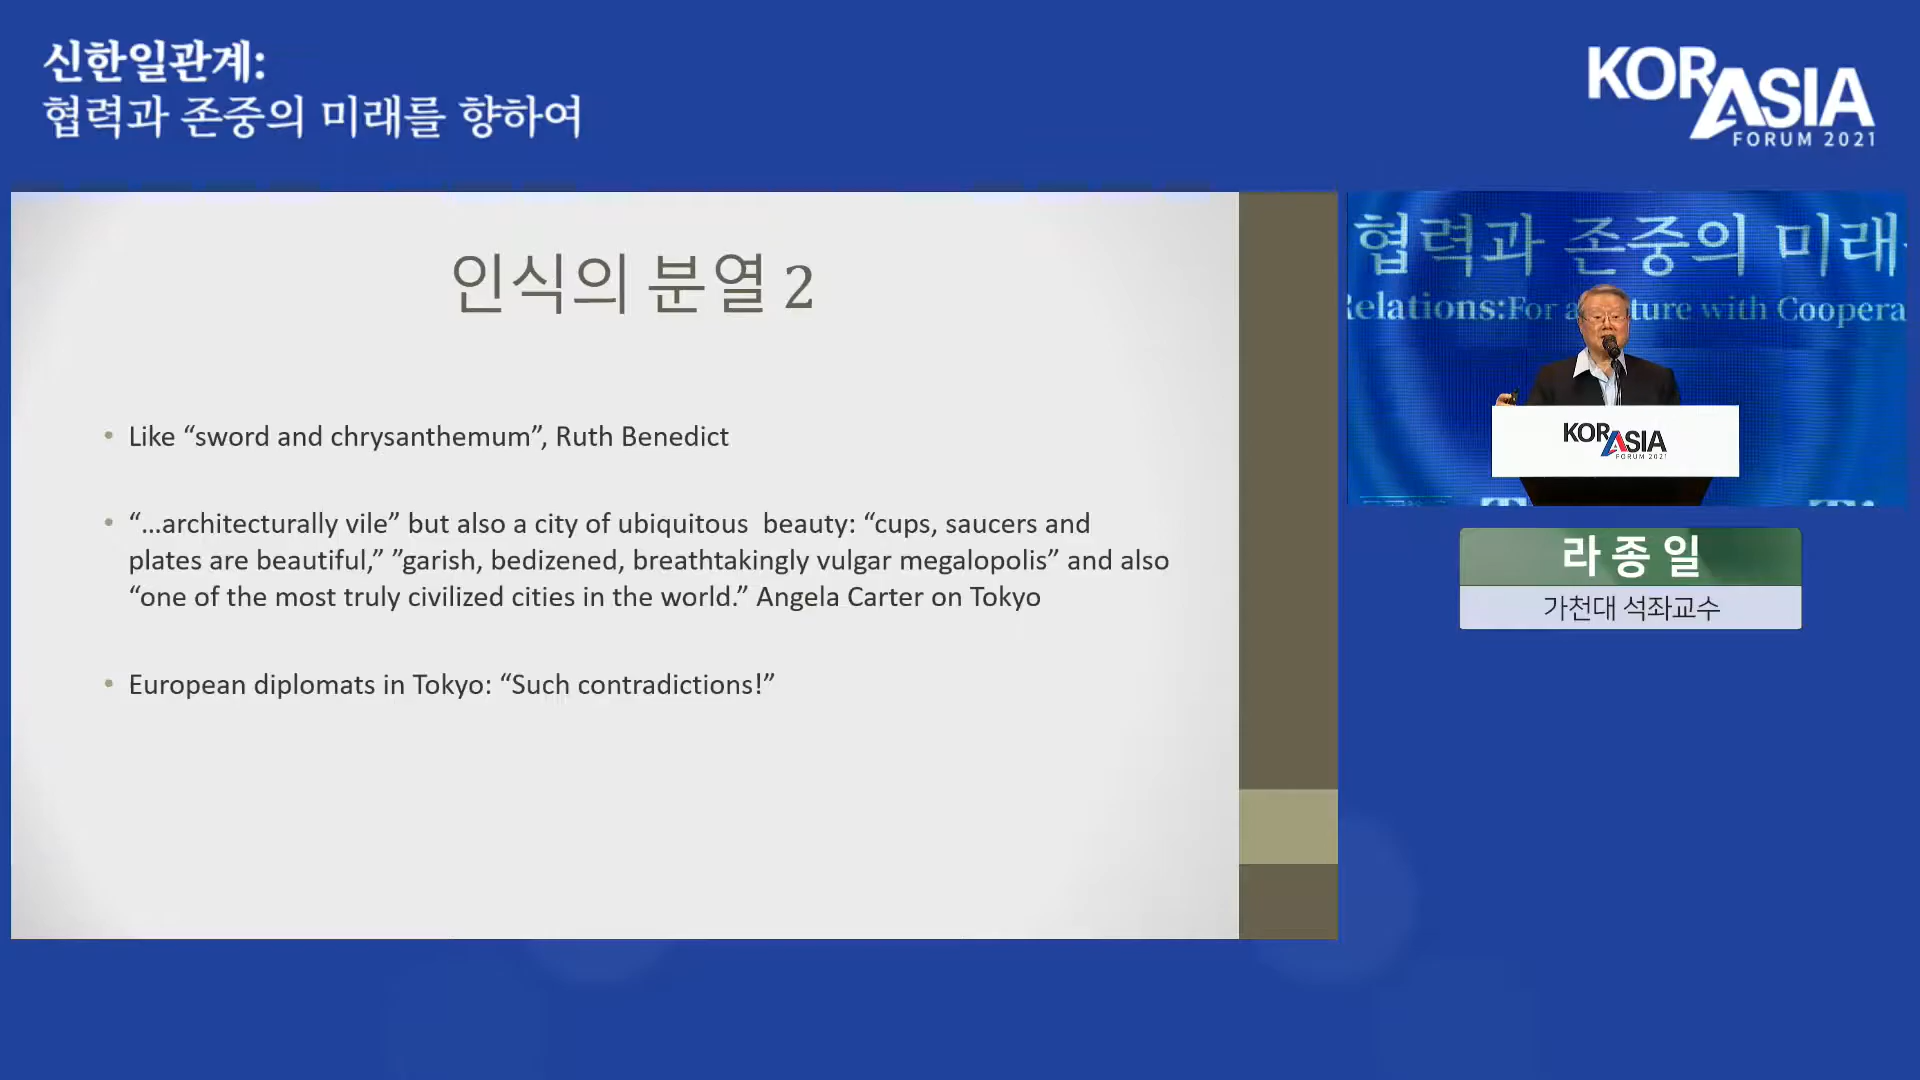 신한일관계:
협력과 존중의 미래를 향하여
KORASIA
FORUM 2021
인식의 분열 2
• Like “sword and chrysanthemum”, Ruth Benedict
• “…architecturally vile” but also a city of ubiquitous  beauty: “cups, saucers and
plates are beautiful,” ”garish, bedizened, breathtakingly vulgar megalopolis” and also
“one of the most truly civilized cities in the world.” Angela Carter on Tokyo
• European diplomats in Tokyo: “Such contradictions!”
협력과 존중의 미래
Relations:For a Future with Coopera
KORASIA
FORUM 2021
라종일
가천대 석좌교수